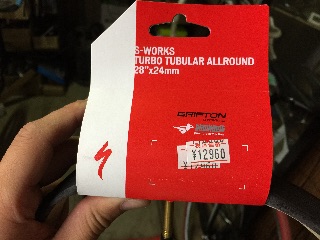 S-WORKS
TURBO TUBULAR ALLROUND
28"x24mm
GRIPTON
¥12960